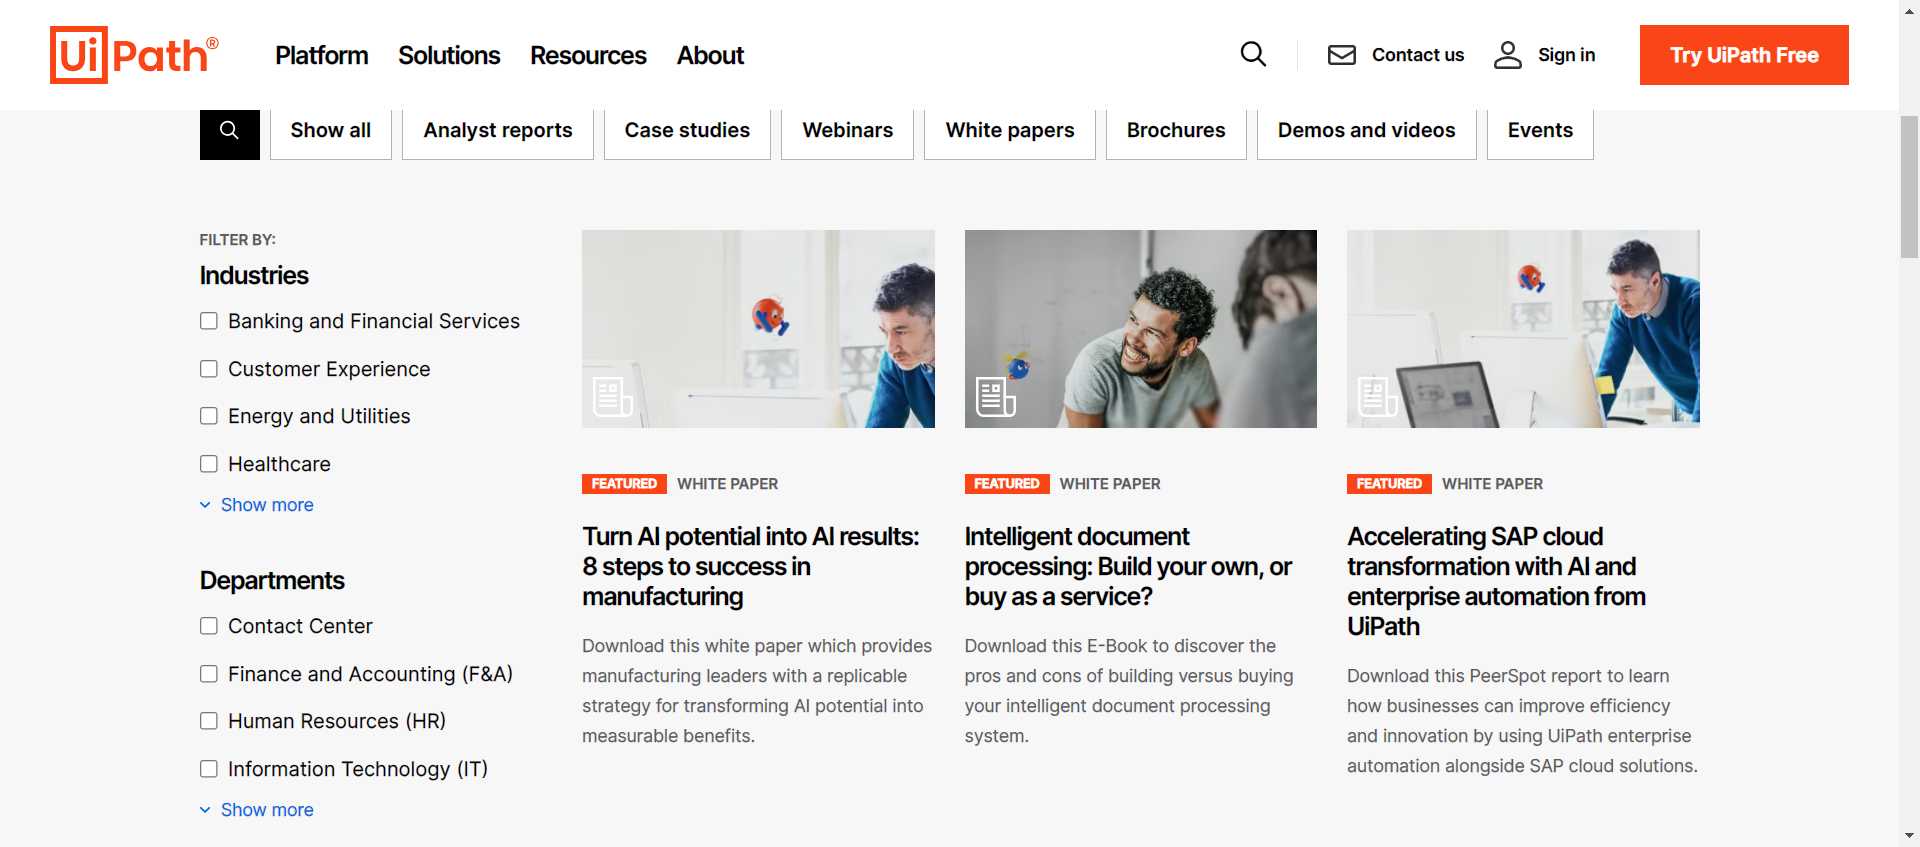 UiPath®
Platform
Solutions
Resources
About
Contact us
Sign in
Try UiPath Free
Show all
Analyst reports
Case studies
Webinars
White papers
Brochures
Demos and videos
Events
FILTER BY:
Industries
Banking and Financial Services
Customer Experience
Energy and Utilities
Healthcare
Show more
Departments
Contact Center
Finance and Accounting (F&A)
Human Resources (HR)
Information Technology (IT)
Show more
FEATURED WHITE PAPER
Turn AI potential into AI results:
8 steps to success in
manufacturing
Download this white paper which provides
manufacturing leaders with a replicable
strategy for transforming AI potential into
measurable benefits.
FEATURED WHITE PAPER
Intelligent document
processing: Build your own, or
buy as a service?
Download this E-Book to discover the
pros and cons of building versus buying
your intelligent document processing
system.
FEATURED WHITE PAPER
Accelerating SAP cloud
transformation with AI and
enterprise automation from
UiPath
Download this PeerSpot report to learn
how businesses can improve efficiency
and innovation by using UiPath enterprise
automation alongside SAP cloud solutions.